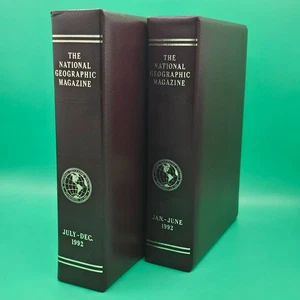 THE
NATIONAL
GEOGRAPHIC
MAGAZINE
JULY-DEC.
1992
THE
NATIONAL
GEOGRAPHIC
MAGAZINE
JAN.-JUNE
1992